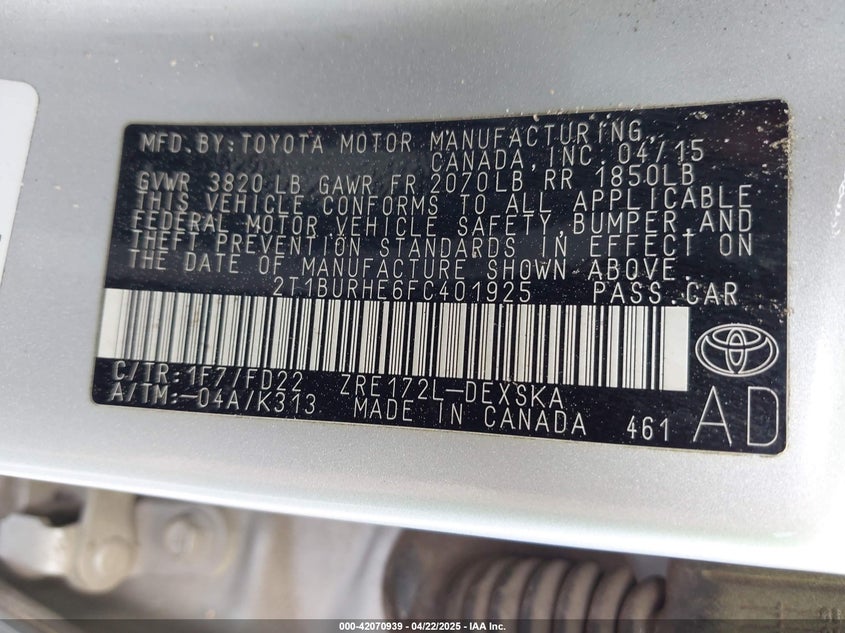 MFD. BY: TOYOTA MOTOR MANUFACTURING,
CANADA, INC. 04/15
GVWR 3820 LB GAWR FR 2070LB RR 1850LB
THIS VEHICLE CONFORMS TO ALL APPLICABLE
FEDERAL MOTOR VEHICLE SAFETY, BUMPER, AND
THEFT PREVENTION STANDARDS IN EFFECT ON
THE DATE OF MANUFACTURE SHOWN ABOVE.
2T1BURHE6FC401925 PASS. CAR
C/TR: 1F7/FD22 ZRE172L-DEXSKA
A/TM: -04A/K313 MADE IN CANADA 461 AD
000-42070939 - 04/22/2025 - IAA Inc.